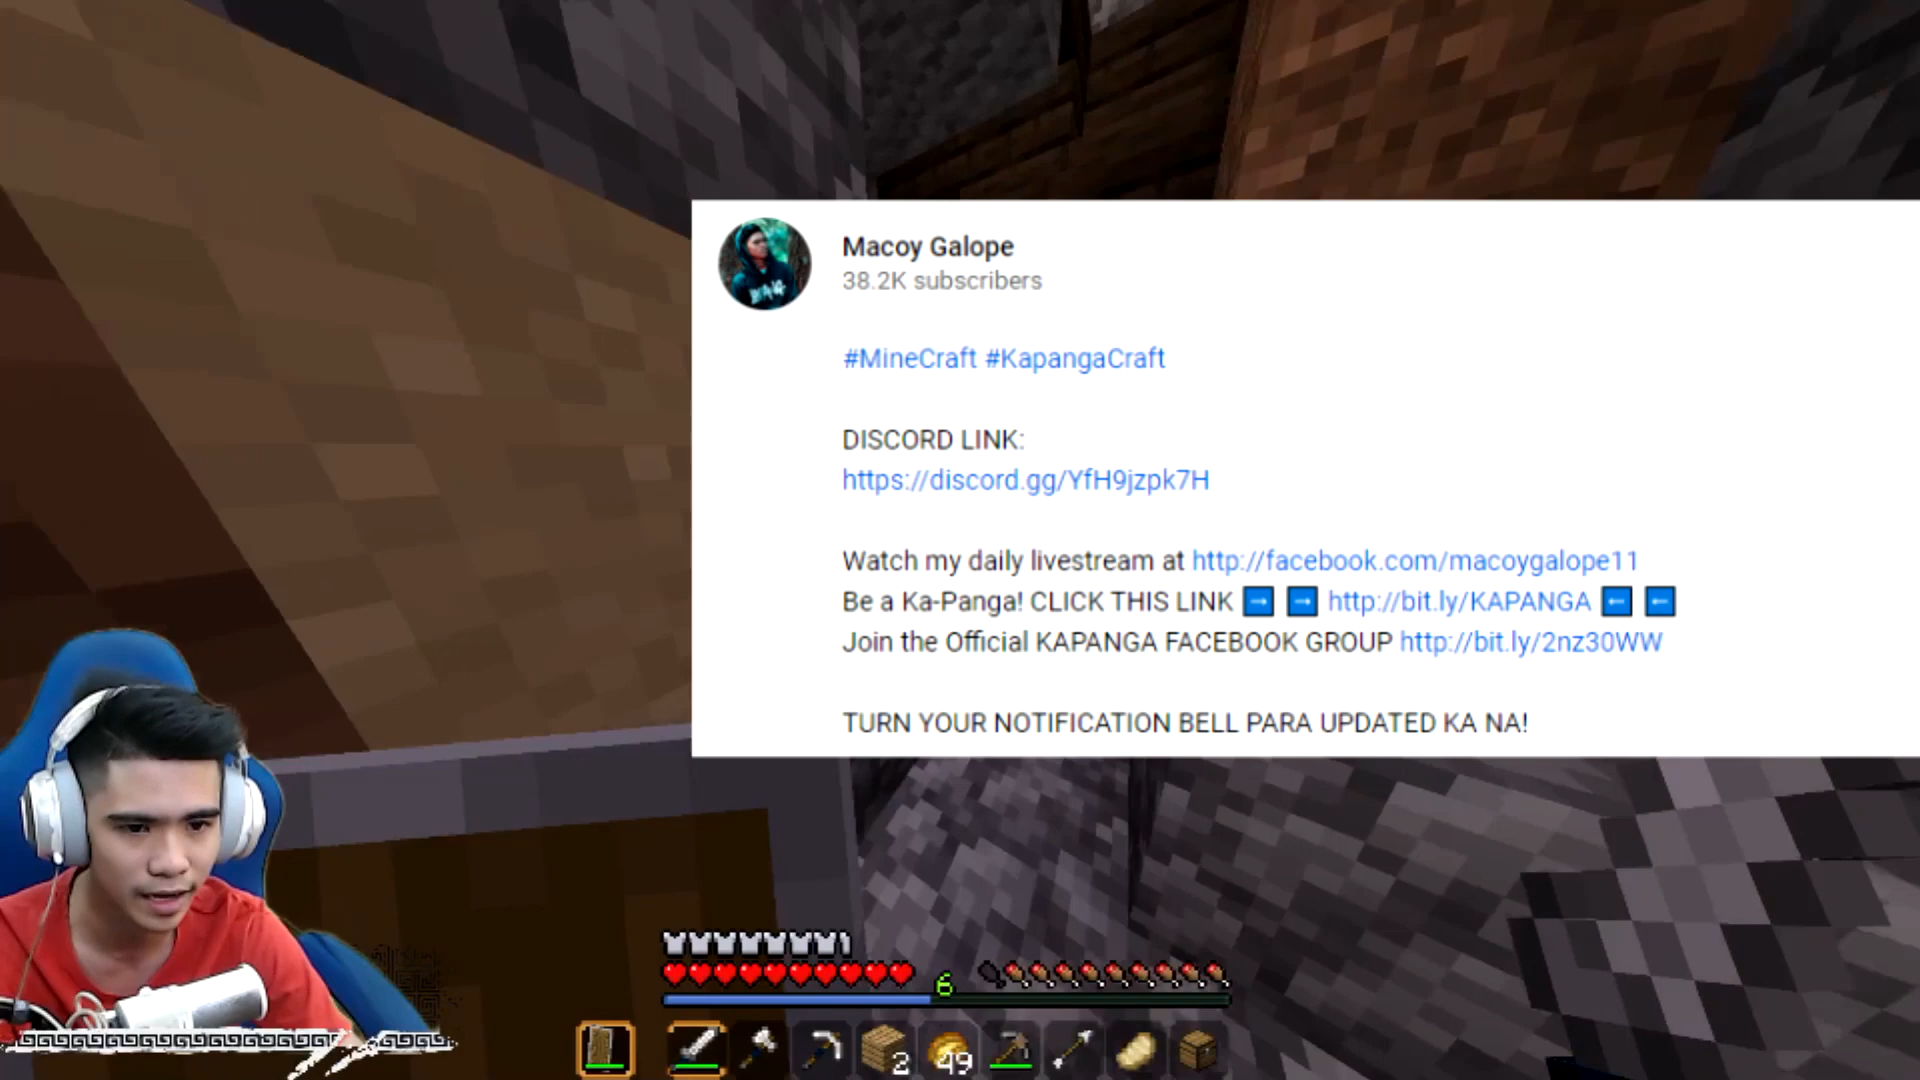 Macoy Galope
38.2K subscribers
#MineCraft #KapangaCraft
DISCORD LINK:
https://discord.gg/YfH9jzpk7H
Watch my daily livestream at http://facebook.com/macoygalope11
Be a Ka-Panga! CLICK THIS LINK ➡ ➡ http://bit.ly/KAPANGA ⬅ ⬅
Join the Official KAPANGA FACEBOOK GROUP http://bit.ly/2nz30WW
TURN YOUR NOTIFICATION BELL PARA UPDATED KA NA!
6
2 49